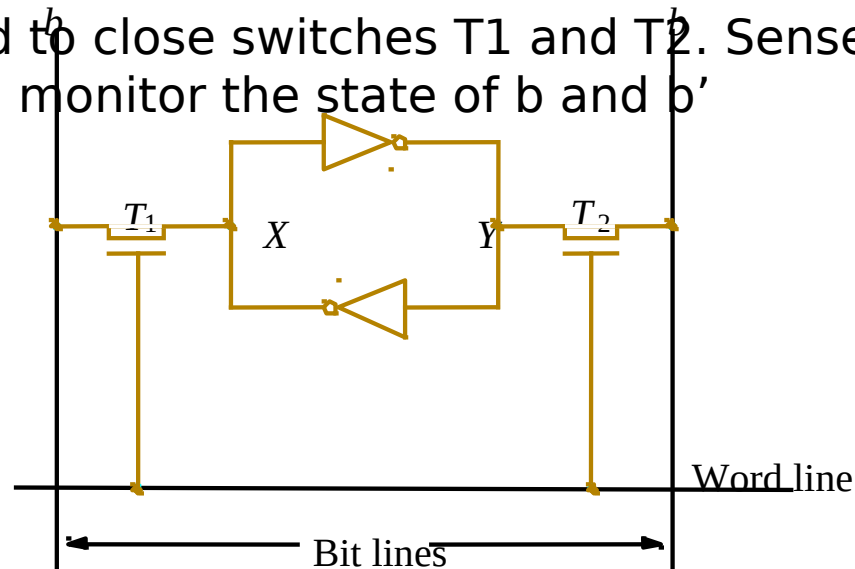 b b
d to close switches T1 and T2. Sense
monitor the state of b and b’
T1 T2
X Y
Word line
Bit lines